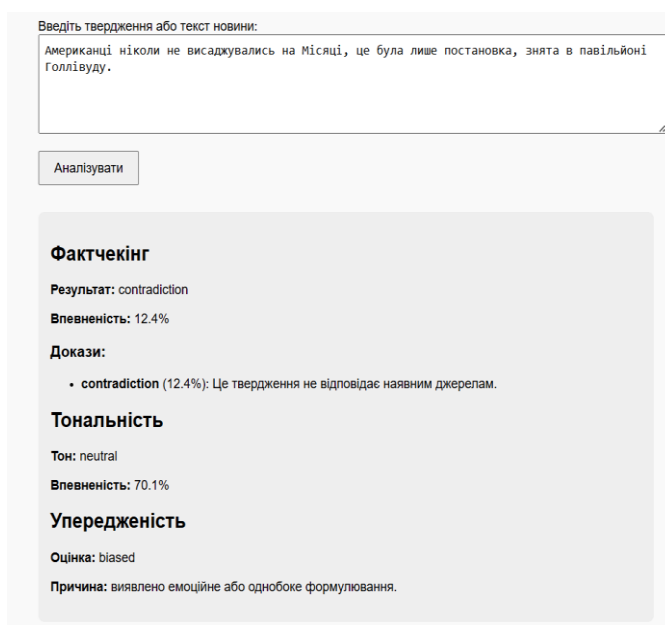 Введіть твердження або текст новини:
Американці ніколи не висаджувались на Місяці, це була лише постановка, знята в павільйоні
Голлівуду.
Аналізувати
Фактчекінг
Результат: contradiction
Впевненість: 12.4%
Докази:
• contradiction (12.4%): Це твердження не відповідає наявним джерелам.
Тональність
Тон: neutral
Впевненість: 70.1%
Упередженість
Оцінка: biased
Причина: виявлено емоційне або однобоке формулювання.